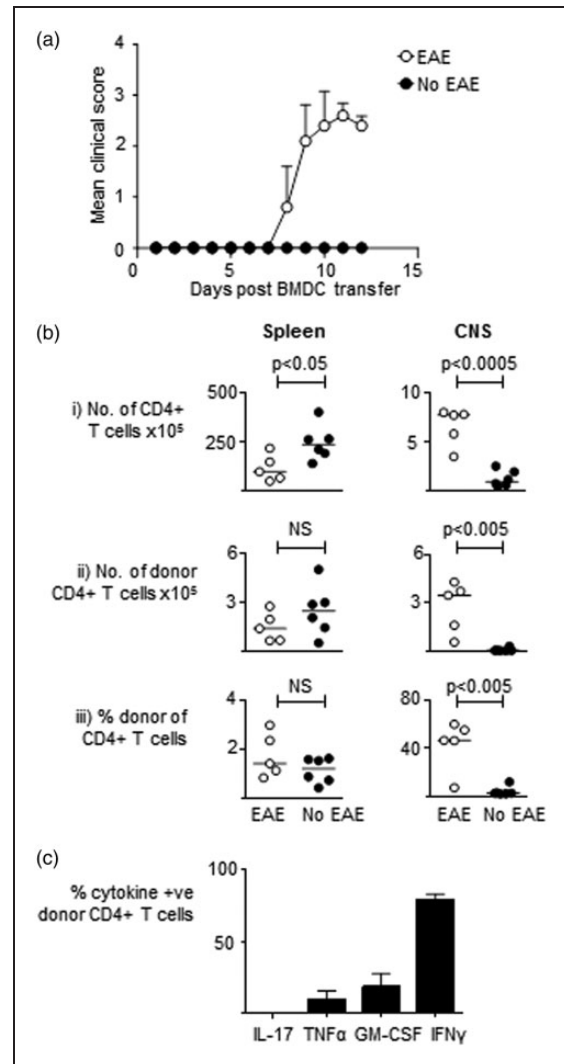 (a)
4
3
2
1
0
Mean clinical score
EAE
No EAE
0 5 10 15
Days post BMDC transfer
(b)
Spleen CNS
p<0.05 p<0.0005
i) No. of CD4+
T cells x10⁵
500
250
10
5
NS p<0.005
ii) No. of donor
CD4+ T cells x10⁵
6
3
6
3
NS p<0.005
iii) % donor of
CD4+ T cells
4
2
80
40
EAE No EAE EAE No EAE
(c)
% cytokine +ve
donor CD4+ T cells
100
50
IL-17 TNFα GM-CSF IFNγ